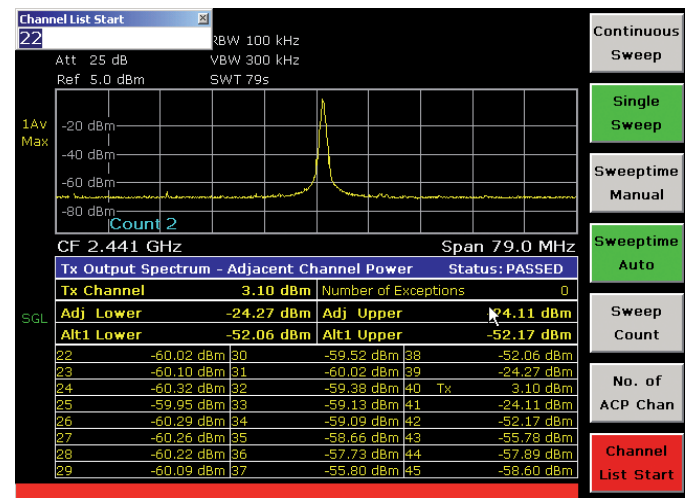 Channel List Start
22
RBW 100 kHz
Att 25 dB VBW 300 kHz
Ref 5.0 dBm SWT 79s
1Av
Max
-20 dBm
-40 dBm
-60 dBm
-80 dBm
Count 2
CF 2.441 GHz Span 79.0 MHz
Tx Output Spectrum - Adjacent Channel Power Status: PASSED
Tx Channel 3.10 dBm Number of Exceptions 0
SGL
Adj Lower -24.27 dBm Adj Upper -24.11 dBm
Alt1 Lower -52.06 dBm Alt1 Upper -52.17 dBm
22 -60.02 dBm 30 -59.52 dBm 38 -52.06 dBm
23 -60.10 dBm 31 -60.02 dBm 39 -24.27 dBm
24 -60.32 dBm 32 -59.38 dBm 40 Tx 3.10 dBm
25 -59.95 dBm 33 -59.13 dBm 41 -24.11 dBm
26 -60.29 dBm 34 -59.09 dBm 42 -52.17 dBm
27 -60.26 dBm 35 -58.66 dBm 43 -55.78 dBm
28 -60.22 dBm 36 -57.73 dBm 44 -57.89 dBm
29 -60.09 dBm 37 -55.80 dBm 45 -58.60 dBm
Continuous
Sweep
Single
Sweep
Sweeptime
Manual
Sweeptime
Auto
Sweep
Count
No. of
ACP Chan
Channel
List Start